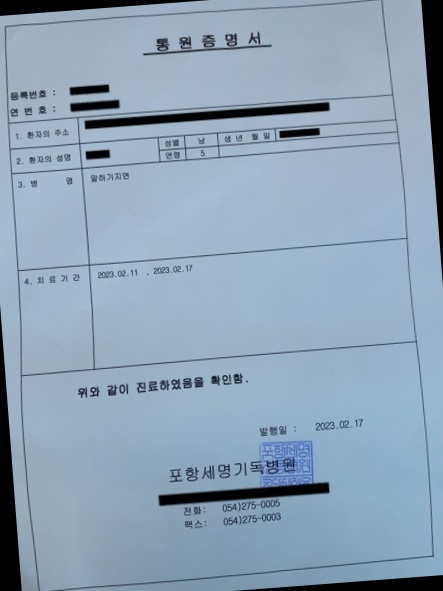 통 원 증 명 서
등록번호 :
연 번 호 :
1. 환자의 주소
2. 환자의 성명 성별 남 생 년 월 일
연령 5
3. 병 명 말하기지연
4. 치 료 기 간 2023.02.11 , 2023.02.17
위와 같이 진료하였음을 확인함.
발행일 : 2023.02.17
포항세명기독병원
전화: 054)275-0005
팩스: 054)275-0003